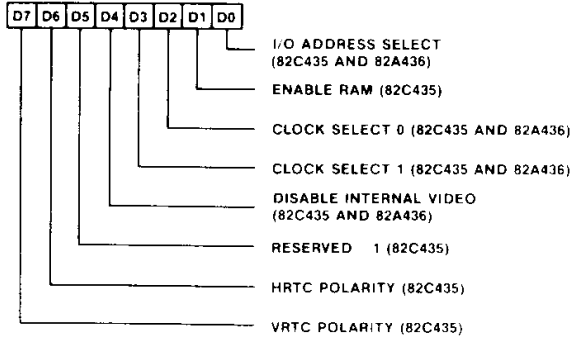 D7 D6 D5 D4 D3 D2 D1 D0
I/O ADDRESS SELECT
(82C435 AND 82A436)
ENABLE RAM (82C435)
CLOCK SELECT 0 (82C435 AND 82A436)
CLOCK SELECT 1 (82C435 AND 82A436)
DISABLE INTERNAL VIDEO
(82C435 AND 82A436)
RESERVED 1 (82C435)
HRTC POLARITY (82C435)
VRTC POLARITY (82C435)